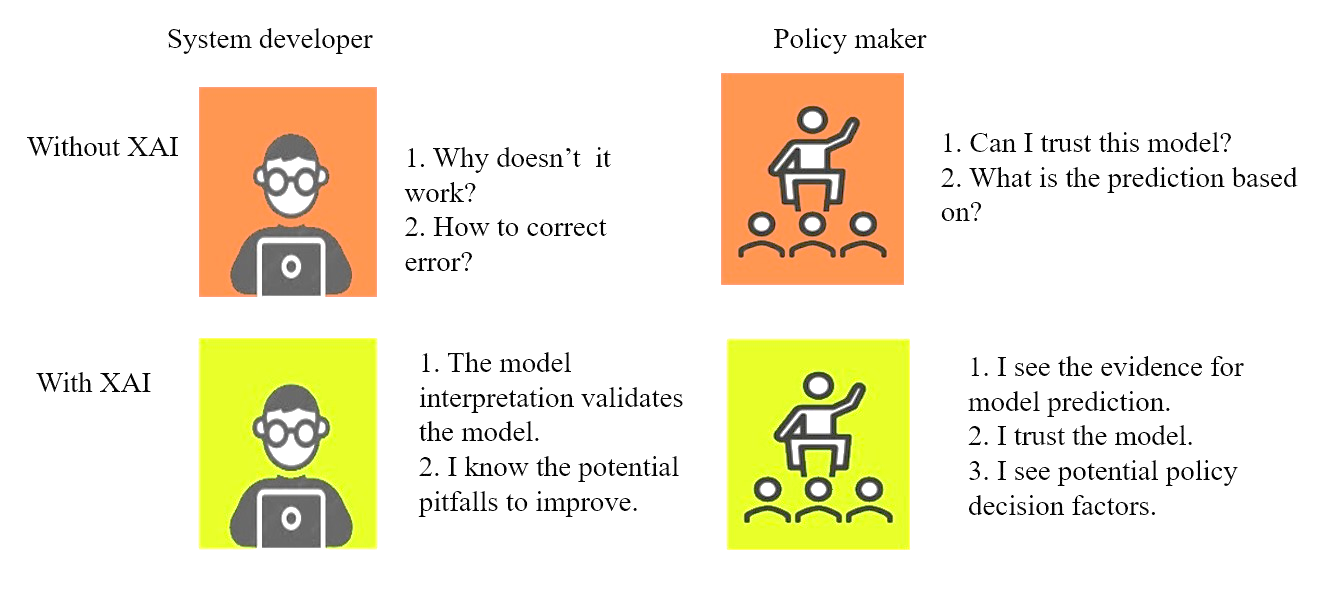 System developer
Policy maker
Without XAI
1. Why doesn’t it
work?
2. How to correct
error?
1. Can I trust this model?
2. What is the prediction based
on?
With XAI
1. The model
interpretation validates
the model.
2. I know the potential
pitfalls to improve.
1. I see the evidence for
model prediction.
2. I trust the model.
3. I see potential policy
decision factors.